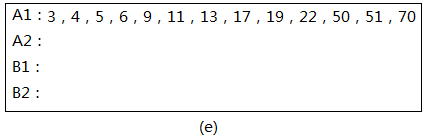 A1：3，4，5，6，9，11，13，17，19，22，50，51，70
A2：
B1：
B2：
(e)